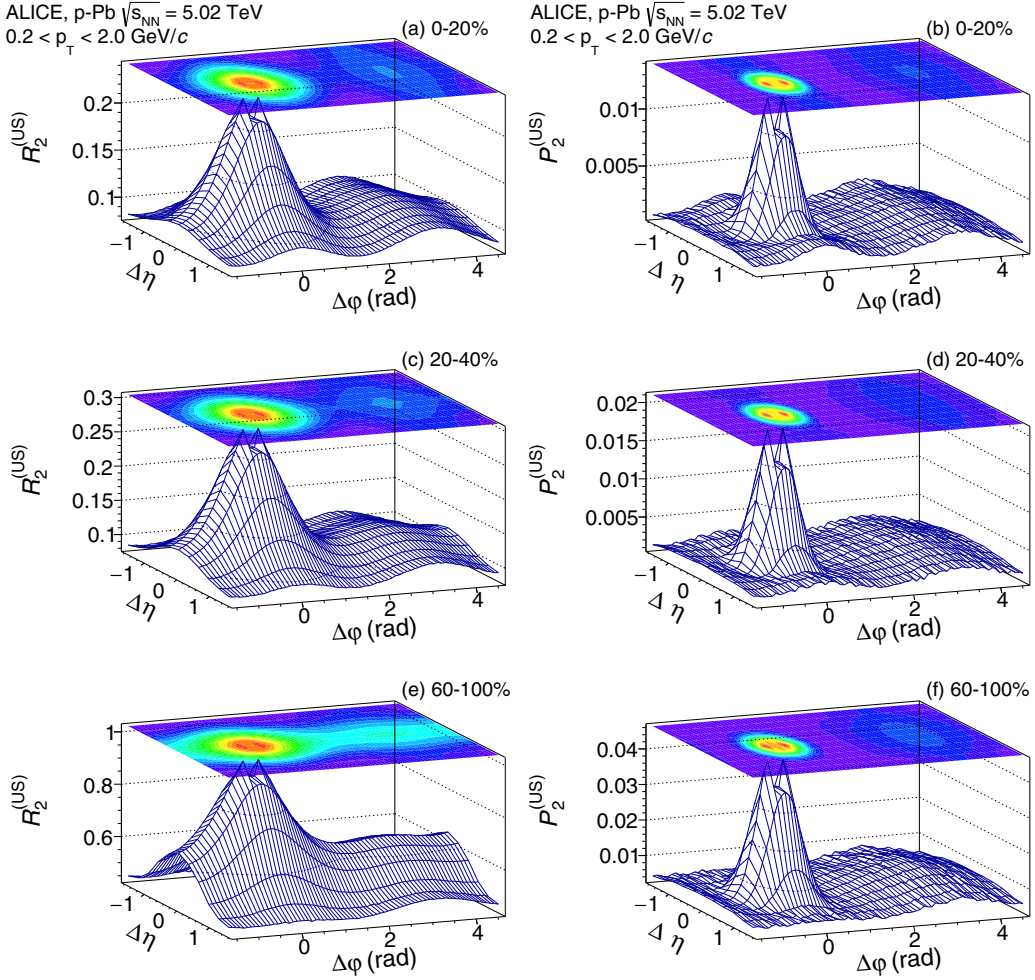 ALICE, p-Pb √s_NN = 5.02 TeV
0.2 < p_T < 2.0 GeV/c
(a) 0-20%
R_2^(US)
0.2
0.15
0.1
−1
0
1
Δη
0
2
4
Δφ (rad)
ALICE, p-Pb √s_NN = 5.02 TeV
0.2 < p_T < 2.0 GeV/c
(b) 0-20%
P_2^(US)
0.01
0.005
−1
0
1
Δη
0
2
4
Δφ (rad)
(c) 20-40%
R_2^(US)
0.3
0.25
0.2
0.15
0.1
−1
0
1
Δη
0
2
4
Δφ (rad)
(d) 20-40%
P_2^(US)
0.02
0.015
0.01
0.005
−1
0
1
Δη
0
2
4
Δφ (rad)
(e) 60-100%
R_2^(US)
1
0.8
0.6
−1
0
1
Δη
0
2
4
Δφ (rad)
(f) 60-100%
P_2^(US)
0.04
0.03
0.02
0.01
−1
0
1
Δη
0
2
4
Δφ (rad)